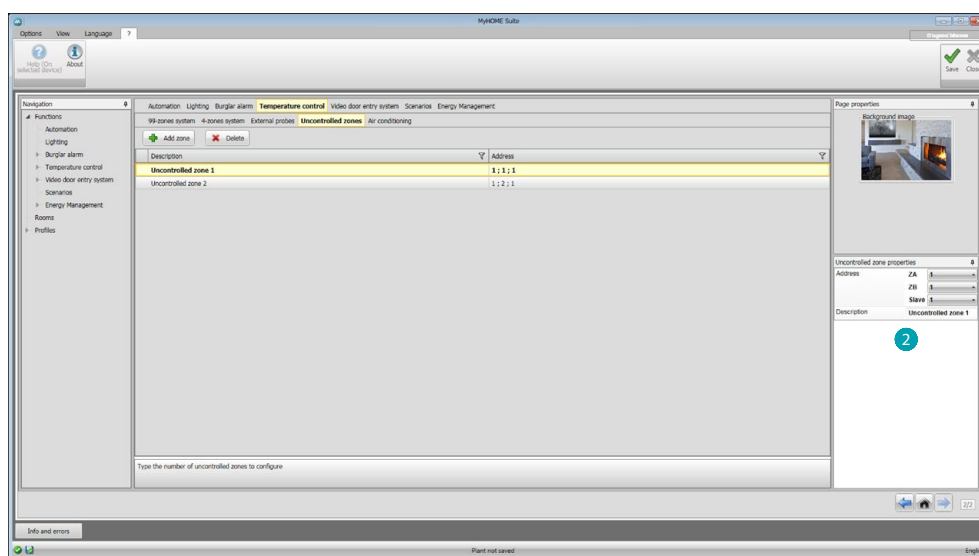 MyHOME Suite
Options View Language ?
Help (On selected device)
About
Save
Close
Navigation
Functions
Automation
Lighting
Burglar alarm
Temperature control
Video door entry system
Scenarios
Energy Management
Rooms
Profiles
Automation Lighting Burglar alarm Temperature control Video door entry system Scenarios Energy Management
99-zones system 4-zones system External probes Uncontrolled zones Air conditioning
Add zone Delete
Description Address
Uncontrolled zone 1 1 ; 1 ; 1
Uncontrolled zone 2 1 ; 2 ; 1
Type the number of uncontrolled zones to configure
Page properties
Background image
Uncontrolled zone properties
Address ZA 1
ZB 1
Slave 1
Description Uncontrolled zone 1
2
2/2
Info and errors
Plant not saved
Engli